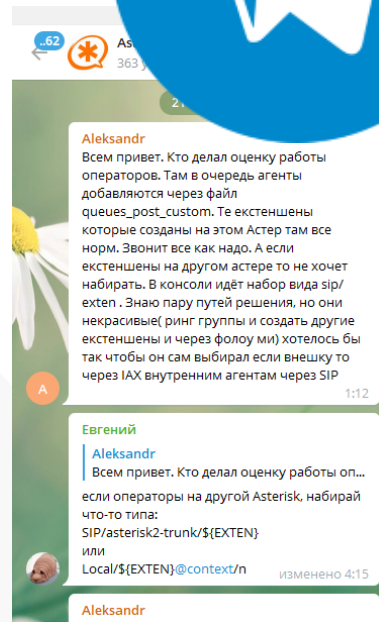 ..62
As
363
2
Aleksandr
Всем привет. Кто делал оценку работы
операторов. Там в очередь агенты
добавляются через файл
queues_post_custom. Те екстеншены
которые созданы на этом Астер там все
норм. Звонит все как надо. А если
екстеншены на другом астере то не хочет
набирать. В консоли идёт набор вида sip/
exten . Знаю пару путей решения, но они
некрасивые( ринг группы и создать другие
екстеншены и через фолоу ми) хотелось бы
так чтобы он сам выбирал если внешку то
через IAX внутренним агентам через SIP
1:12
A
Евгений
Aleksandr
Всем привет. Кто делал оценку работы оп...
если операторы на другой Asterisk, набирай
что-то типа:
SIP/asterisk2-trunk/${EXTEN}
или
Local/${EXTEN}@context/n
изменено 4:15
Aleksandr